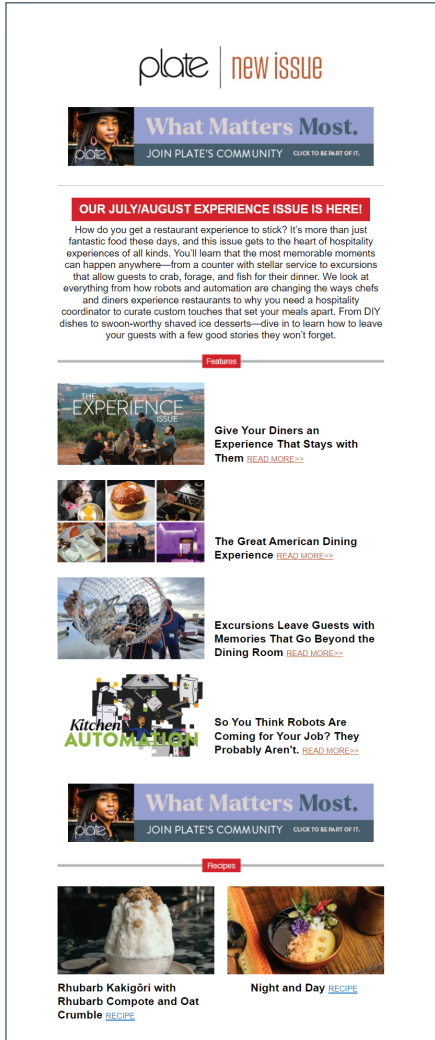 plate | new issue
What Matters Most.
plate
JOIN PLATE'S COMMUNITY CLICK TO BE PART OF IT.
OUR JULY/AUGUST EXPERIENCE ISSUE IS HERE!
How do you get a restaurant experience to stick? It's more than just
fantastic food these days, and this issue gets to the heart of hospitality
experiences of all kinds. You'll learn that the most memorable moments
can happen anywhere—from a counter with stellar service to excursions
that allow guests to crab, forage, and fish for their dinner. We look at
everything from how robots and automation are changing the ways chefs
and diners experience restaurants to why you need a hospitality
coordinator to curate custom touches that set your meals apart. From DIY
dishes to swoon-worthy shaved ice desserts—dive in to learn how to leave
your guests with a few good stories they won't forget.
Features
THE
EXPERIENCE
ISSUE
Give Your Diners an
Experience That Stays with
Them READ MORE>>
The Great American Dining
Experience READ MORE>>
Excursions Leave Guests with
Memories That Go Beyond the
Dining Room READ MORE>>
Kitchen
AUTOMATION
So You Think Robots Are
Coming for Your Job? They
Probably Aren't. READ MORE>>
What Matters Most.
plate
JOIN PLATE'S COMMUNITY CLICK TO BE PART OF IT.
Recipes
Rhubarb Kakigōri with
Rhubarb Compote and Oat
Crumble RECIPE
Night and Day RECIPE